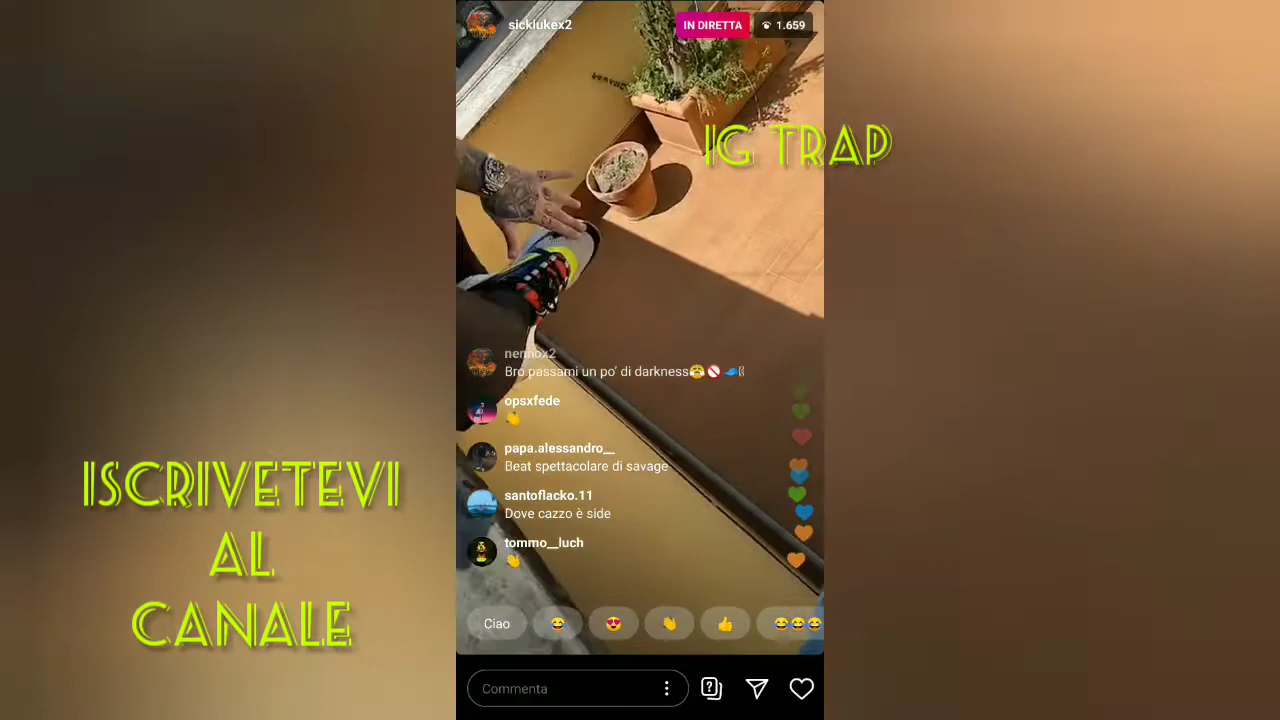 sicklukex2
IN DIRETTA
1.659
IG TRAP
nennox2
Bro passami un po' di darkness😤🚫🧢
opsxfede
👏
papa.alessandro__
Beat spettacolare di savage
santoflacko.11
Dove cazzo è side
tommo__luch
👏
ISCRIVETEVI
AL
CANALE
Ciao 😂 😍 👏 👍 😂😂😂
Commenta